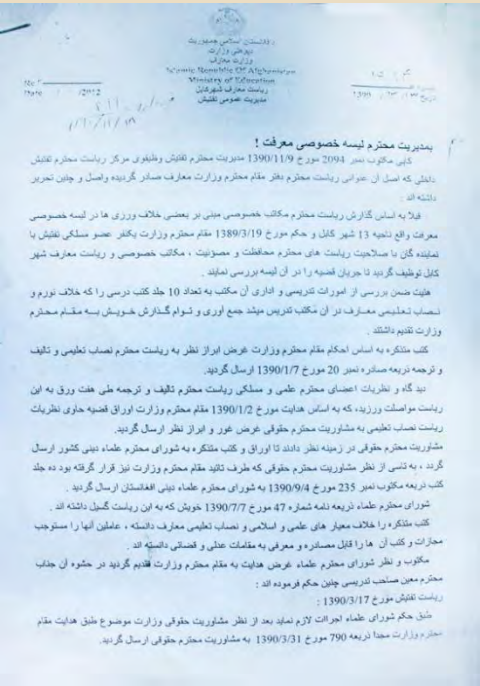 د افغانستان اسلامی جمهوریت
وزارت معارف
Islamic Republic Of Afghanistan
Ministry of Education
ریاست معارف شهر کابل
مدیریت عمومی تفتیش
بمدیریت محترم لیسه خصوصی معرفت !
کاپی مکتوب نمبر 2094 مورخ 1390/11/9 مدیریت محترم تفتیش وظیفوی مرکز ریاست محترم تفتیش
داخلی که اصل آن عنوانی ریاست محترم دفتر مقام محترم وزارت معارف صادر گردیده واصل و چنین تحریر
داشته اند :
قبلا به اساس گذارش ریاست محترم مکاتب خصوصی مبنی بر بعضی خلاف ورزی ها در لیسه خصوصی
معرفت واقع ناحیه 13 شهر کابل و حکم مورخ 1389/3/19 مقام محترم وزارت یکنفر عضو مسلکی تفتیش با
نماینده گان با صلاحیت ریاست های محترم محافظت و مصؤنیت ، مکاتب خصوصی و ریاست معارف شهر
کابل توظیف گردید تا جریان قضیه را در آن لیسه بررسی نمایند .
هئیت ضمن بررسی از امورات تدریسی و اداری آن مکتب به تعداد 10 جلد کتب درسی را که خلاف نورم و
نصاب تعلیمی معارف در آن مکتب تدریس میشد جمع آوری و توام گذارش خویش به مقام محترم
وزارت تقدیم داشتند .
کتب متذکره به اساس احکام مقام محترم وزارت غرض ابراز نظر به ریاست محترم نصاب تعلیمی و تالیف
و ترجمه ذریعه صادره نمبر 20 مورخ 1390/1/7 ارسال گردید.
دید گاه و نظریات اعضای محترم علمی و مسلکی ریاست محترم تالیف و ترجمه طی هفت ورق به این
ریاست مواصلت ورزید، که به اساس هدایت مورخ 1390/1/2 مقام محترم وزارت اوراق قضیه حاوی نظریات
ریاست نصاب تعلیمی به مشاوریت محترم حقوقی غرض غور و ابراز نظر ارسال گردید.
مشاوریت محترم حقوقی در زمینه نظر دادند تا اوراق و کتب متذکره به شورای محترم علماء دینی کشور ارسال
گردد ، به تاسی از نظر مشاوریت محترم حقوقی که طرف تائید مقام محترم وزارت نیز قرار گرفته بود ده جلد
کتب ذریعه مکتوب نمبر 235 مورخ 1390/9/4 به شورای محترم علماء دینی افغانستان ارسال گردید .
شورای محترم علماء ذریعه نامه شماره 47 مورخ 1390/7/7 خویش که به این ریاست گسیل داشته اند .
کتب متذکره را خلاف معیار های علمی و اسلامی و نصاب تعلیمی معارف دانسته ، عاملین آنها را مستوجب
مجازات و کتب آن ها را قابل مصادره و معرفی به مقامات عدلی و قضائی دانسته اند .
مکتوب و نظر شورای محترم علماء غرض هدایت به مقام محترم وزارت تقدیم گردید در حشوه آن جناب
محترم معین صاحب تدریسی چنین حکم فرموده اند :
ریاست تفتیش مورخ 1390/3/17 :
طبق حکم شورای علماء اجراات لازم نماید بعد از نظر مشاوریت حقوقی وزارت موضوع طبق هدایت مقام
محترم وزارت مجدا ذریعه 790 مورخ 1390/3/31 به مشاوریت محترم حقوقی ارسال گردید.